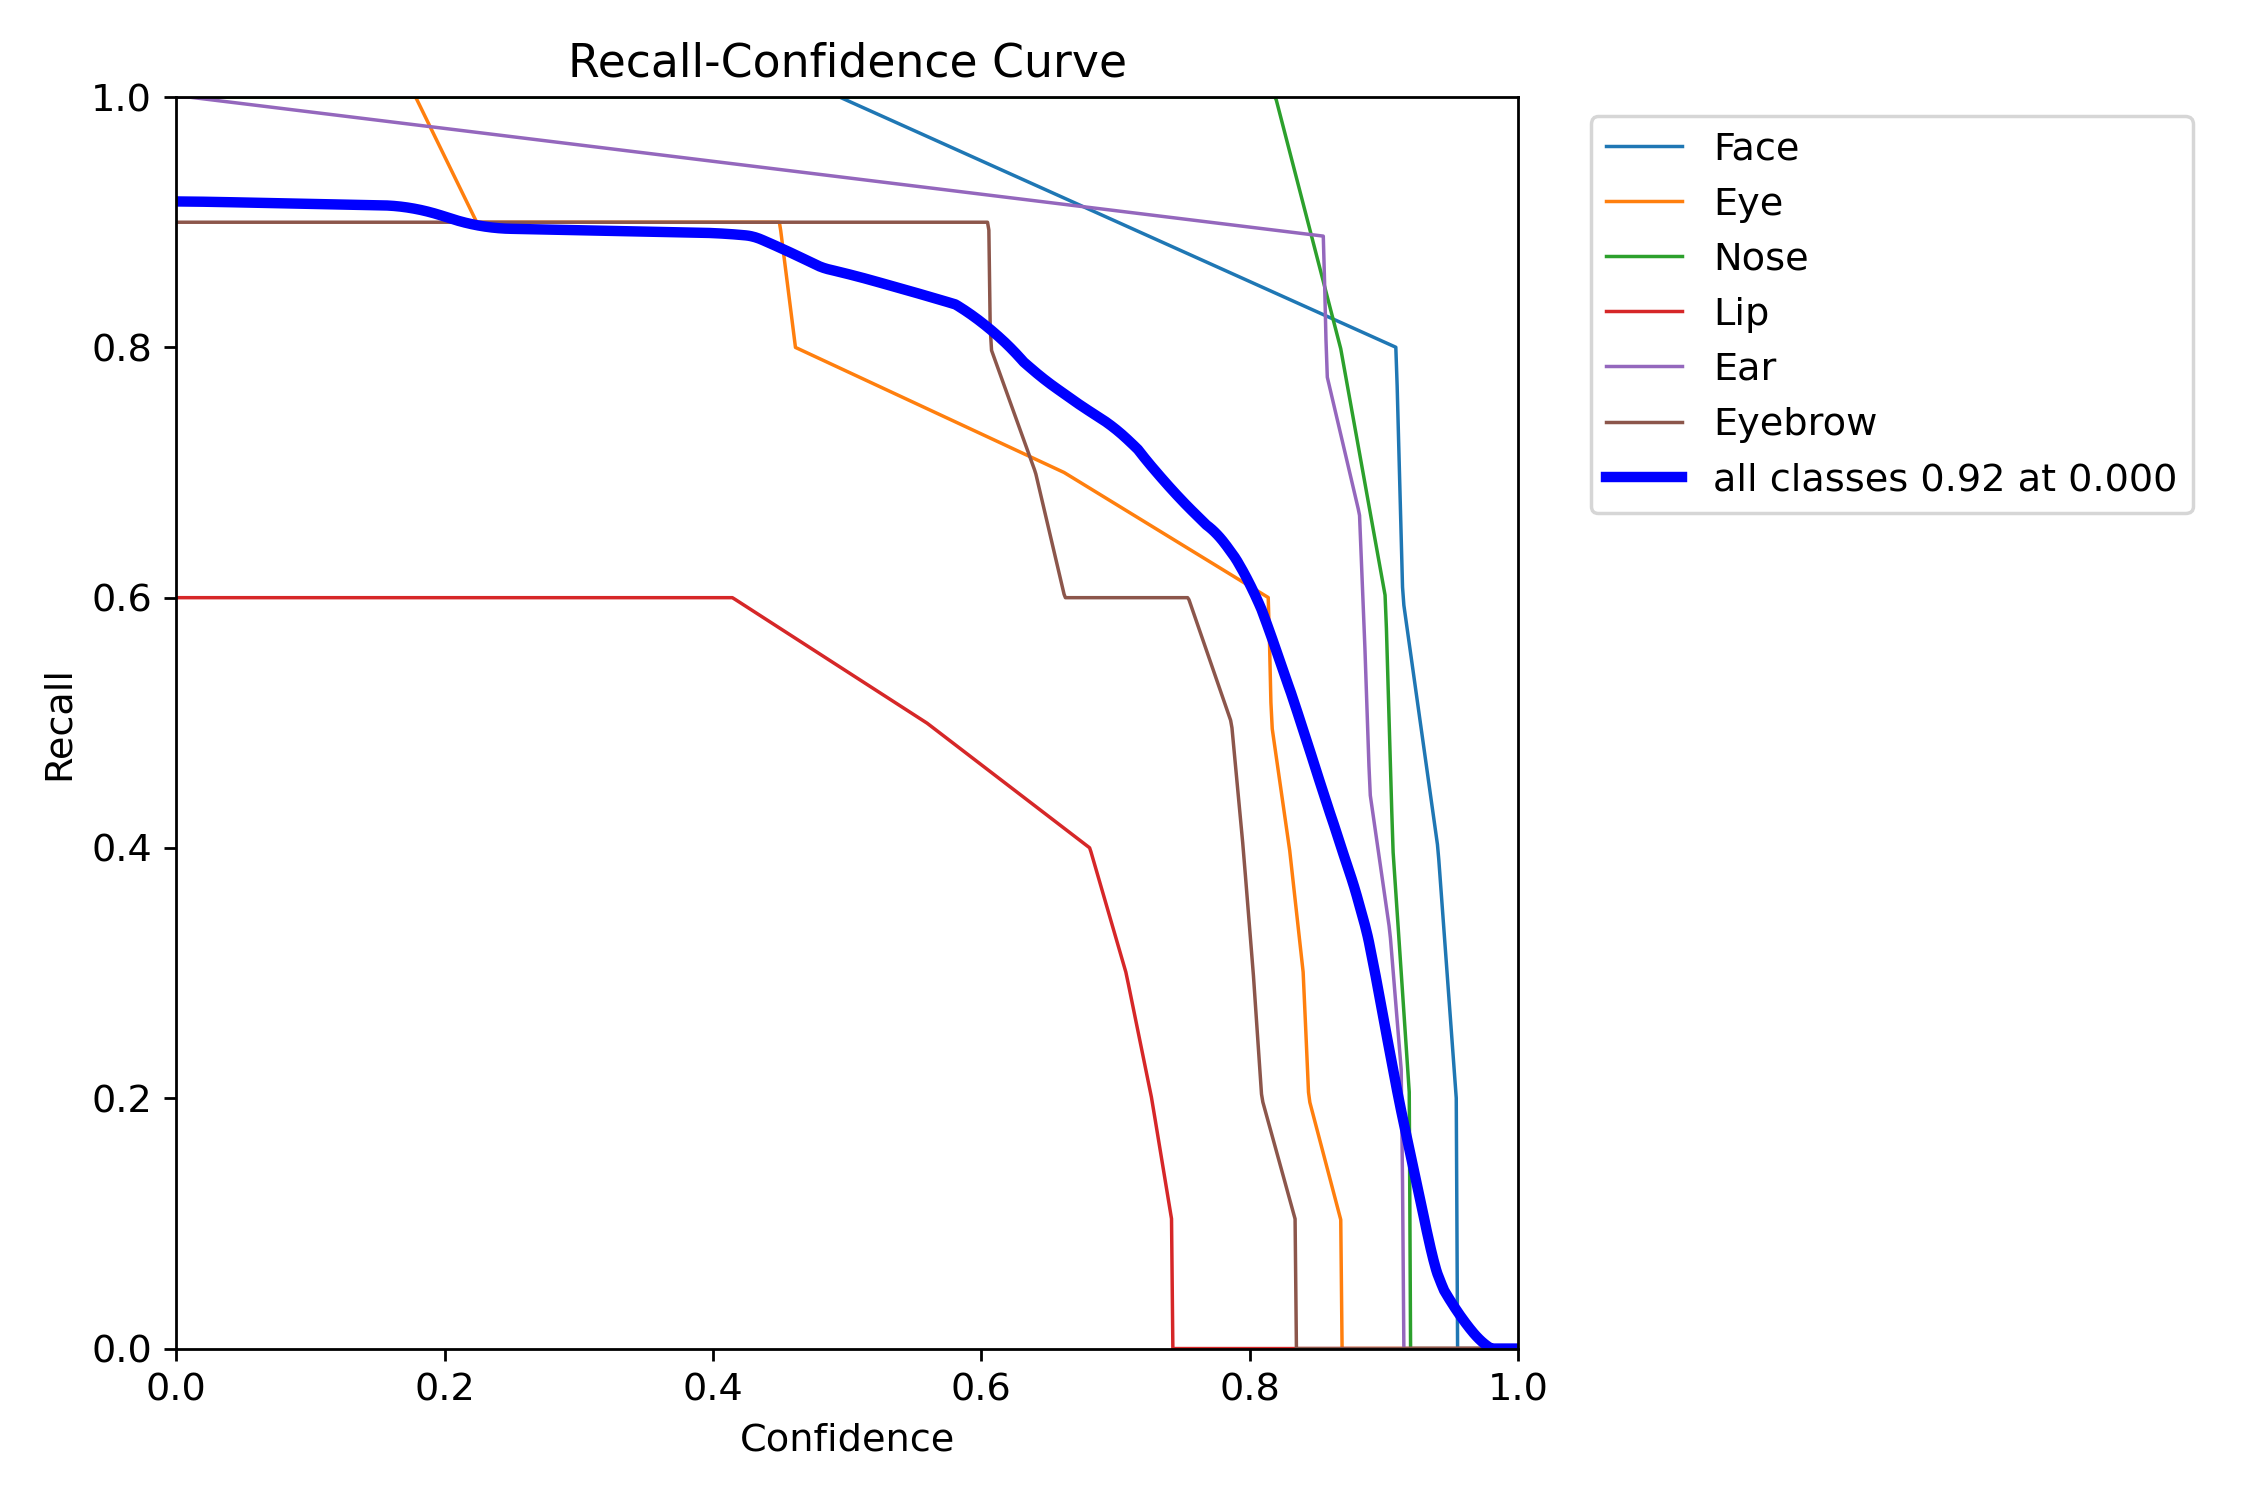 Recall-Confidence Curve
1.0
0.8
0.6
0.4
0.2
0.0
Recall
0.0 0.2 0.4 0.6 0.8 1.0
Confidence
Face
Eye
Nose
Lip
Ear
Eyebrow
all classes 0.92 at 0.000